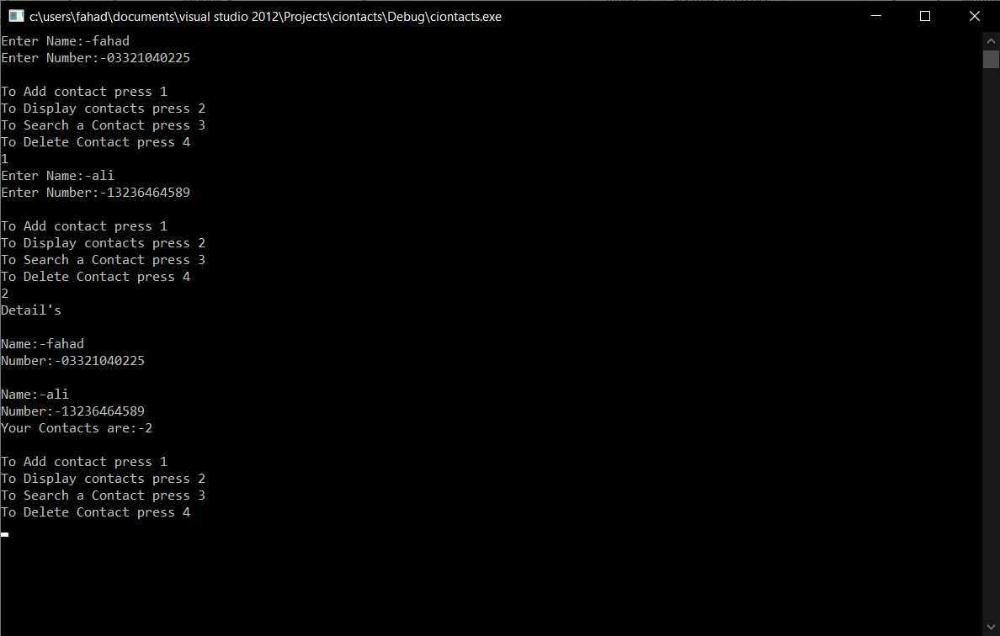 c:\users\fahad\documents\visual studio 2012\Projects\ciontacts\Debug\ciontacts.exe
Enter Name:-fahad
Enter Number:-03321040225
To Add contact press 1
To Display contacts press 2
To Search a Contact press 3
To Delete Contact press 4
1
Enter Name:-ali
Enter Number:-13236464589
To Add contact press 1
To Display contacts press 2
To Search a Contact press 3
To Delete Contact press 4
2
Detail's
Name:-fahad
Number:-03321040225
Name:-ali
Number:-13236464589
Your Contacts are:-2
To Add contact press 1
To Display contacts press 2
To Search a Contact press 3
To Delete Contact press 4